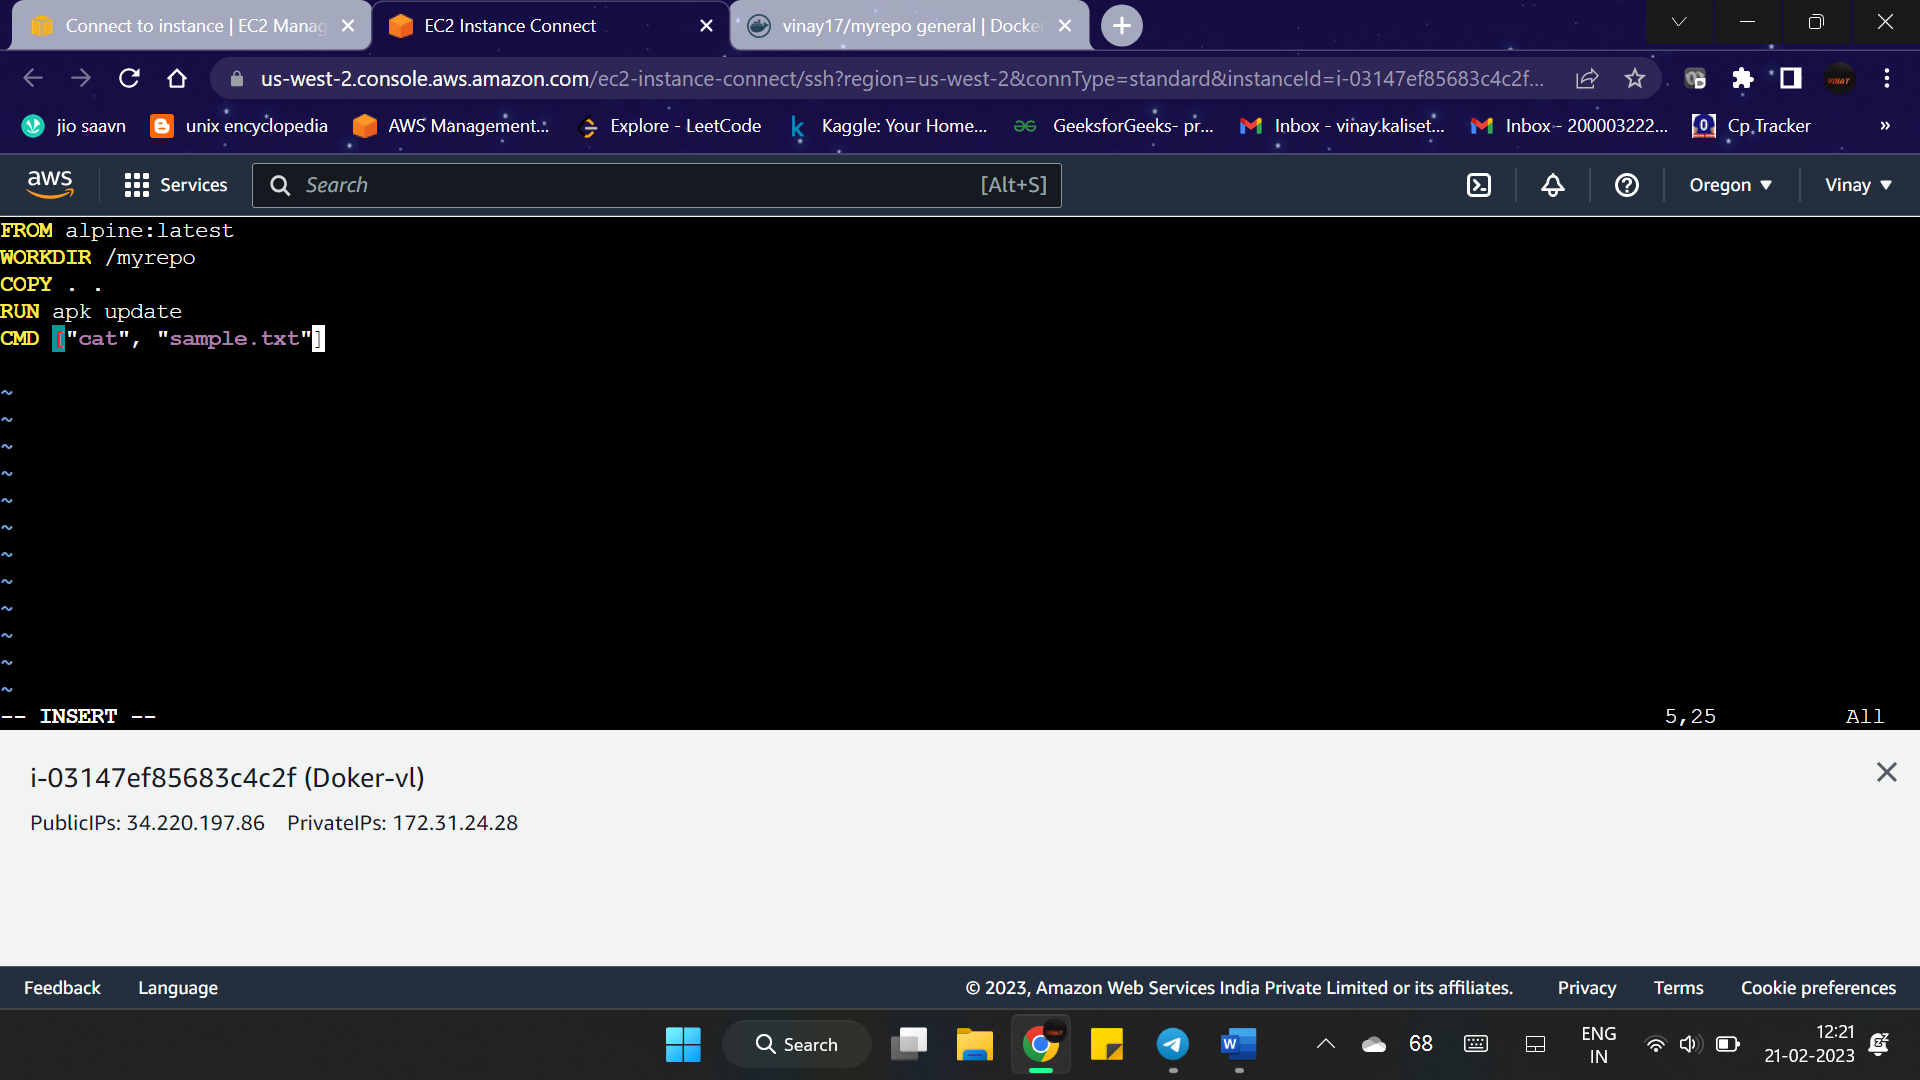 Connect to instance | EC2 Manag
EC2 Instance Connect
vinay17/myrepo general | Docker
us-west-2.console.aws.amazon.com/ec2-instance-connect/ssh?region=us-west-2&connType=standard&instanceId=i-03147ef85683c4c2f...
VINAY
jio saavn
unix encyclopedia
AWS Management...
Explore - LeetCode
Kaggle: Your Home...
GeeksforGeeks- pr...
Inbox - vinay.kaliset...
Inbox - 200003222...
Cp Tracker
»
aws
Services
Search
[Alt+S]
Oregon
Vinay
FROM alpine:latest
WORKDIR /myrepo
COPY . .
RUN apk update
CMD ["cat", "sample.txt"]
~
~
~
~
~
~
~
~
~
~
~
~
-- INSERT --
5,25
All
i-03147ef85683c4c2f (Doker-vl)
PublicIPs: 34.220.197.86 PrivateIPs: 172.31.24.28
Feedback
Language
© 2023, Amazon Web Services India Private Limited or its affiliates.
Privacy
Terms
Cookie preferences
Search
68
ENG
IN
12:21
21-02-2023